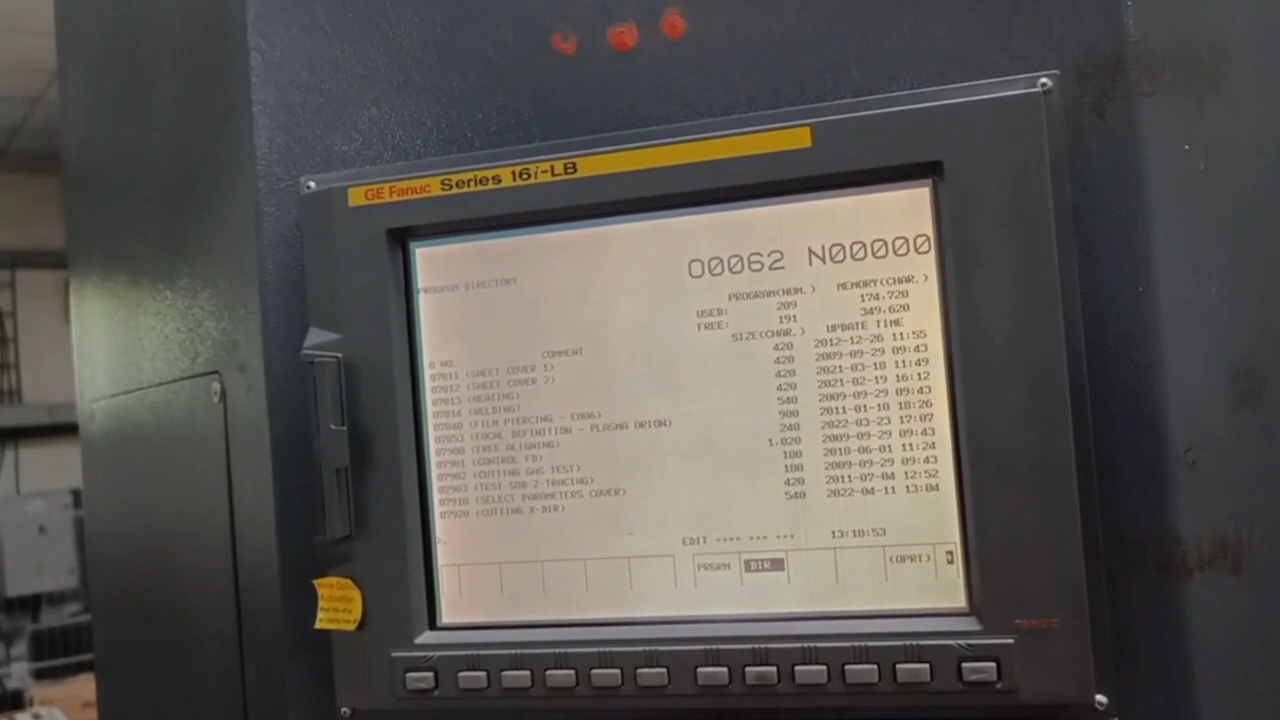 GE Fanuc Series 16i-LB
O0062 N00000
PROGRAM DIRECTORY
PROGRAM(NUM.) MEMORY(CHAR.)
USED: 209 174,720
FREE: 191 349,620
O NO. COMMENT SIZE(CHAR.) UPDATE TIME
O7011 (SHEET COVER 1) 420 2012-12-26 11:55
O7012 (SHEET COVER 2) 420 2009-09-29 09:43
O7013 (HEATING) 420 2021-03-18 11:49
O7014 (WELDING) 420 2021-02-19 16:12
O7040 (FILM PIERCING - E006) 540 2009-09-29 09:43
O7053 (FOCAL DEFINITION - PLASMA ORION) 900 2011-01-10 18:26
O7900 (FREE ALIGNING) 240 2022-03-23 17:07
O7901 (CONTROL FD) 1,020 2009-09-29 09:43
O7902 (CUTTING GAS TEST) 180 2010-06-01 11:24
O7903 (TEST SUB Z-TRACING) 180 2009-09-29 09:43
O7910 (SELECT PARAMETERS COVER) 420 2011-07-04 12:52
O7920 (CUTTING X-DIR) 540 2022-04-11 13:04
>_
EDIT **** *** *** 13:10:53
PRGRM DIR (OPRT)
Activation